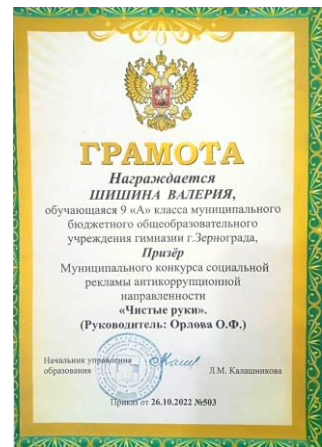 ГРАМОТА
Награждается
ШИШИНА ВАЛЕРИЯ,
обучающаяся 9 «А» класса муниципального
бюджетного общеобразовательного
учреждения гимназии г.Зернограда,
Призёр
Муниципального конкурса социальной
рекламы антикоррупционной
направленности
«Чистые руки».
(Руководитель: Орлова О.Ф.)
Начальник управления
образования Л.М. Калашникова
Приказ от 26.10.2022 №503